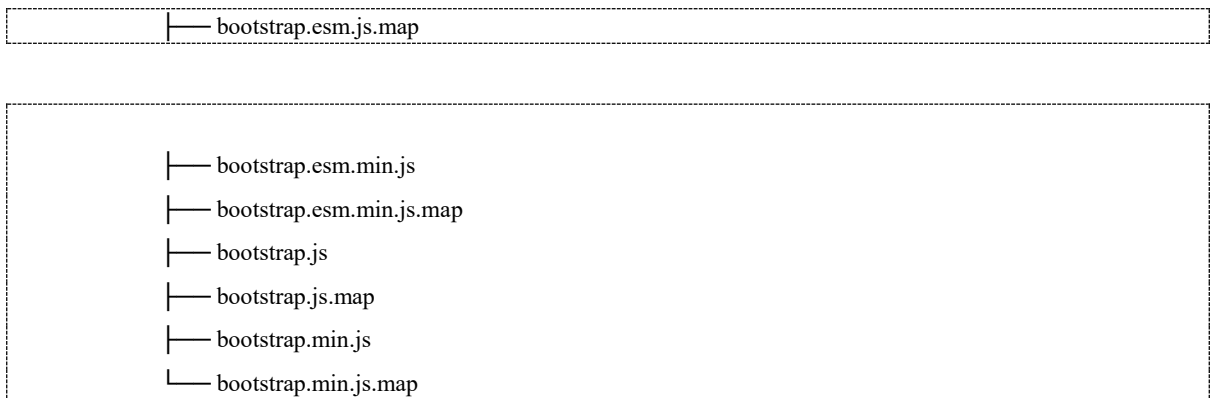 ├── bootstrap.esm.js.map
├── bootstrap.esm.min.js
├── bootstrap.esm.min.js.map
├── bootstrap.js
├── bootstrap.js.map
├── bootstrap.min.js
└── bootstrap.min.js.map